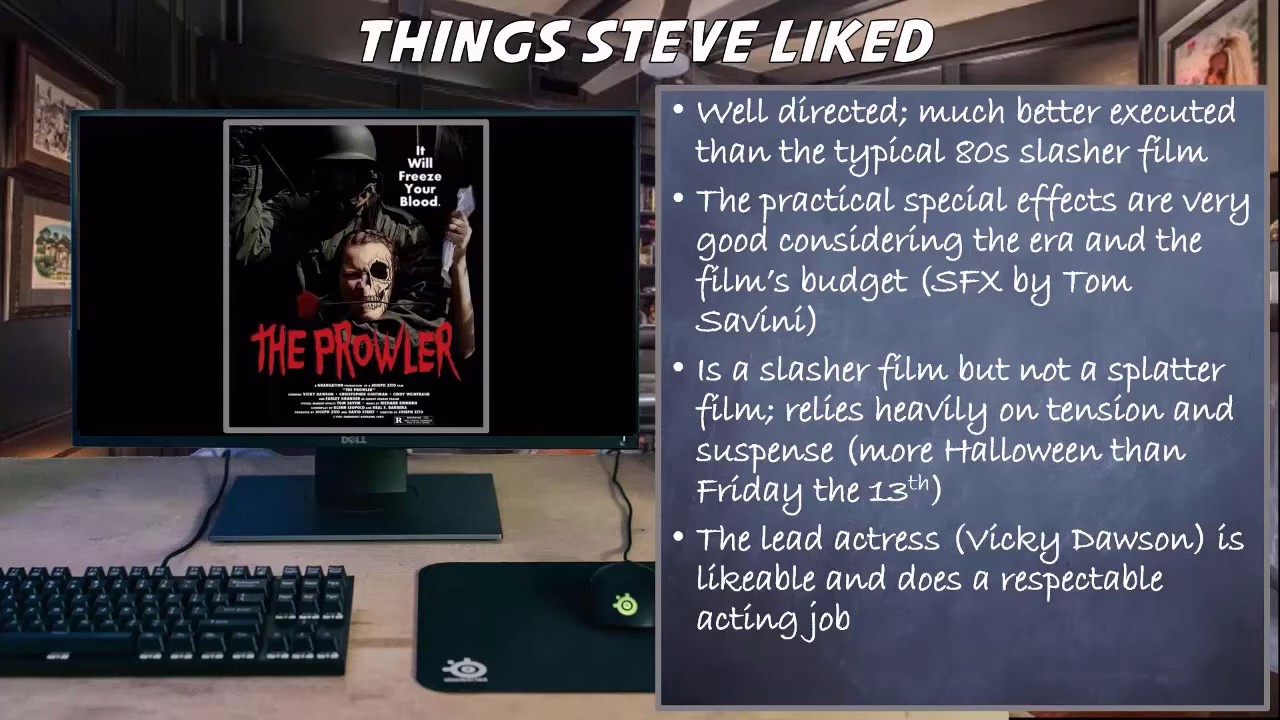 THINGS STEVE LIKED
It
Will
Freeze
Your
Blood.
THE PROWLER
"THE PROWLER"
R
DELL
• Well directed; much better executed
than the typical 80s slasher film
• The practical special effects are very
good considering the era and the
film's budget (SFX by Tom
Savini)
• Is a slasher film but not a splatter
film; relies heavily on tension and
suspense (more Halloween than
Friday the 13th)
• The lead actress (Vicky Dawson) is
likeable and does a respectable
acting job